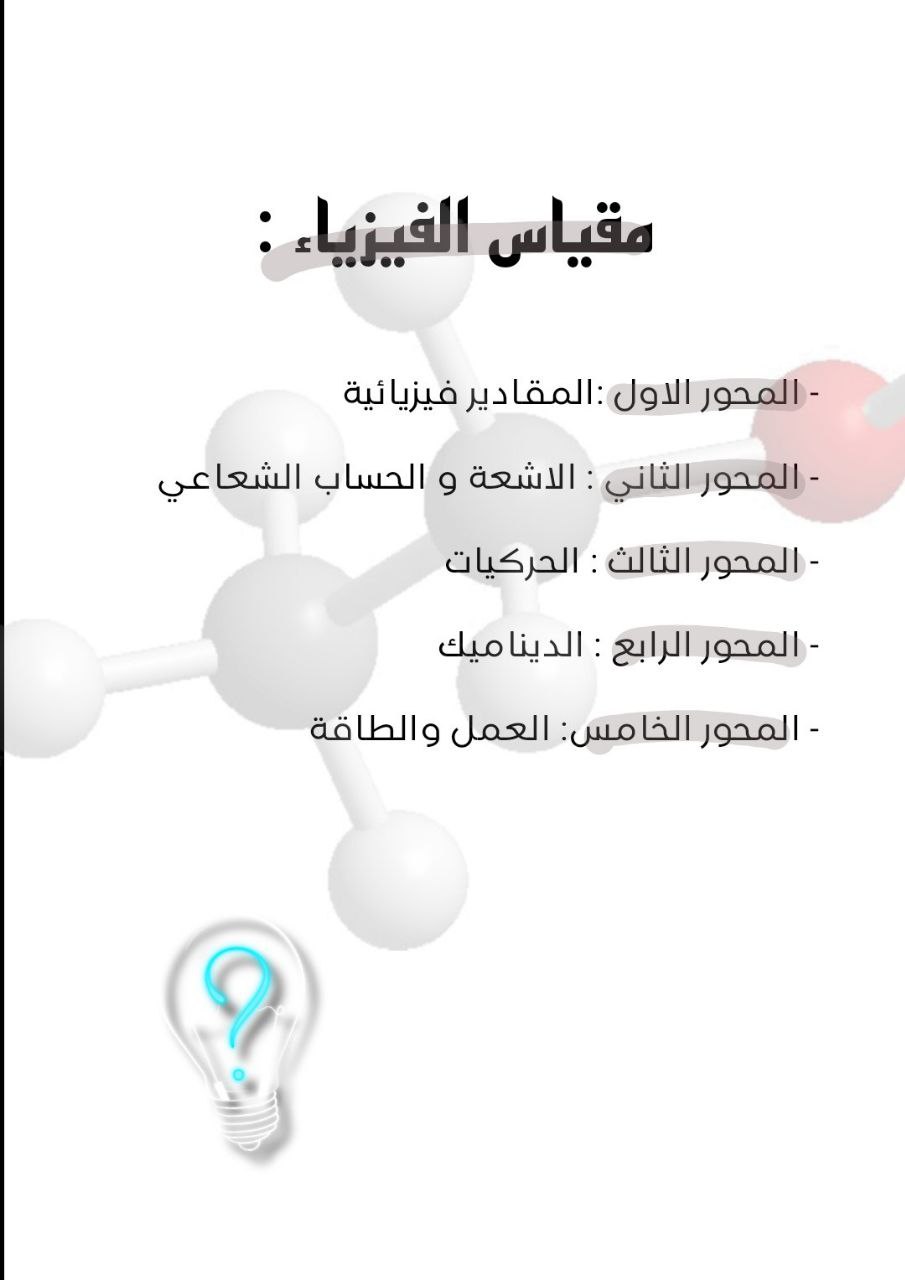 مقياس الفيزياء :
- المحور الاول :المقادير فيزيائية
- المحور الثاني : الاشعة و الحساب الشعاعي
- المحور الثالث : الحركيات
- المحور الرابع : الديناميك
- المحور الخامس: العمل والطاقة
?